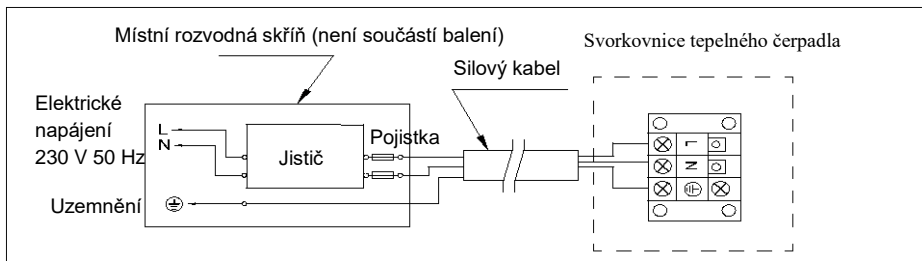 Místní rozvodná skříň (není součástí balení)
Svorkovnice tepelného čerpadla
Silový kabel
Elektrické
napájení
230 V 50 Hz
L
N
Jistič
Pojistka
Uzemnění
L
N